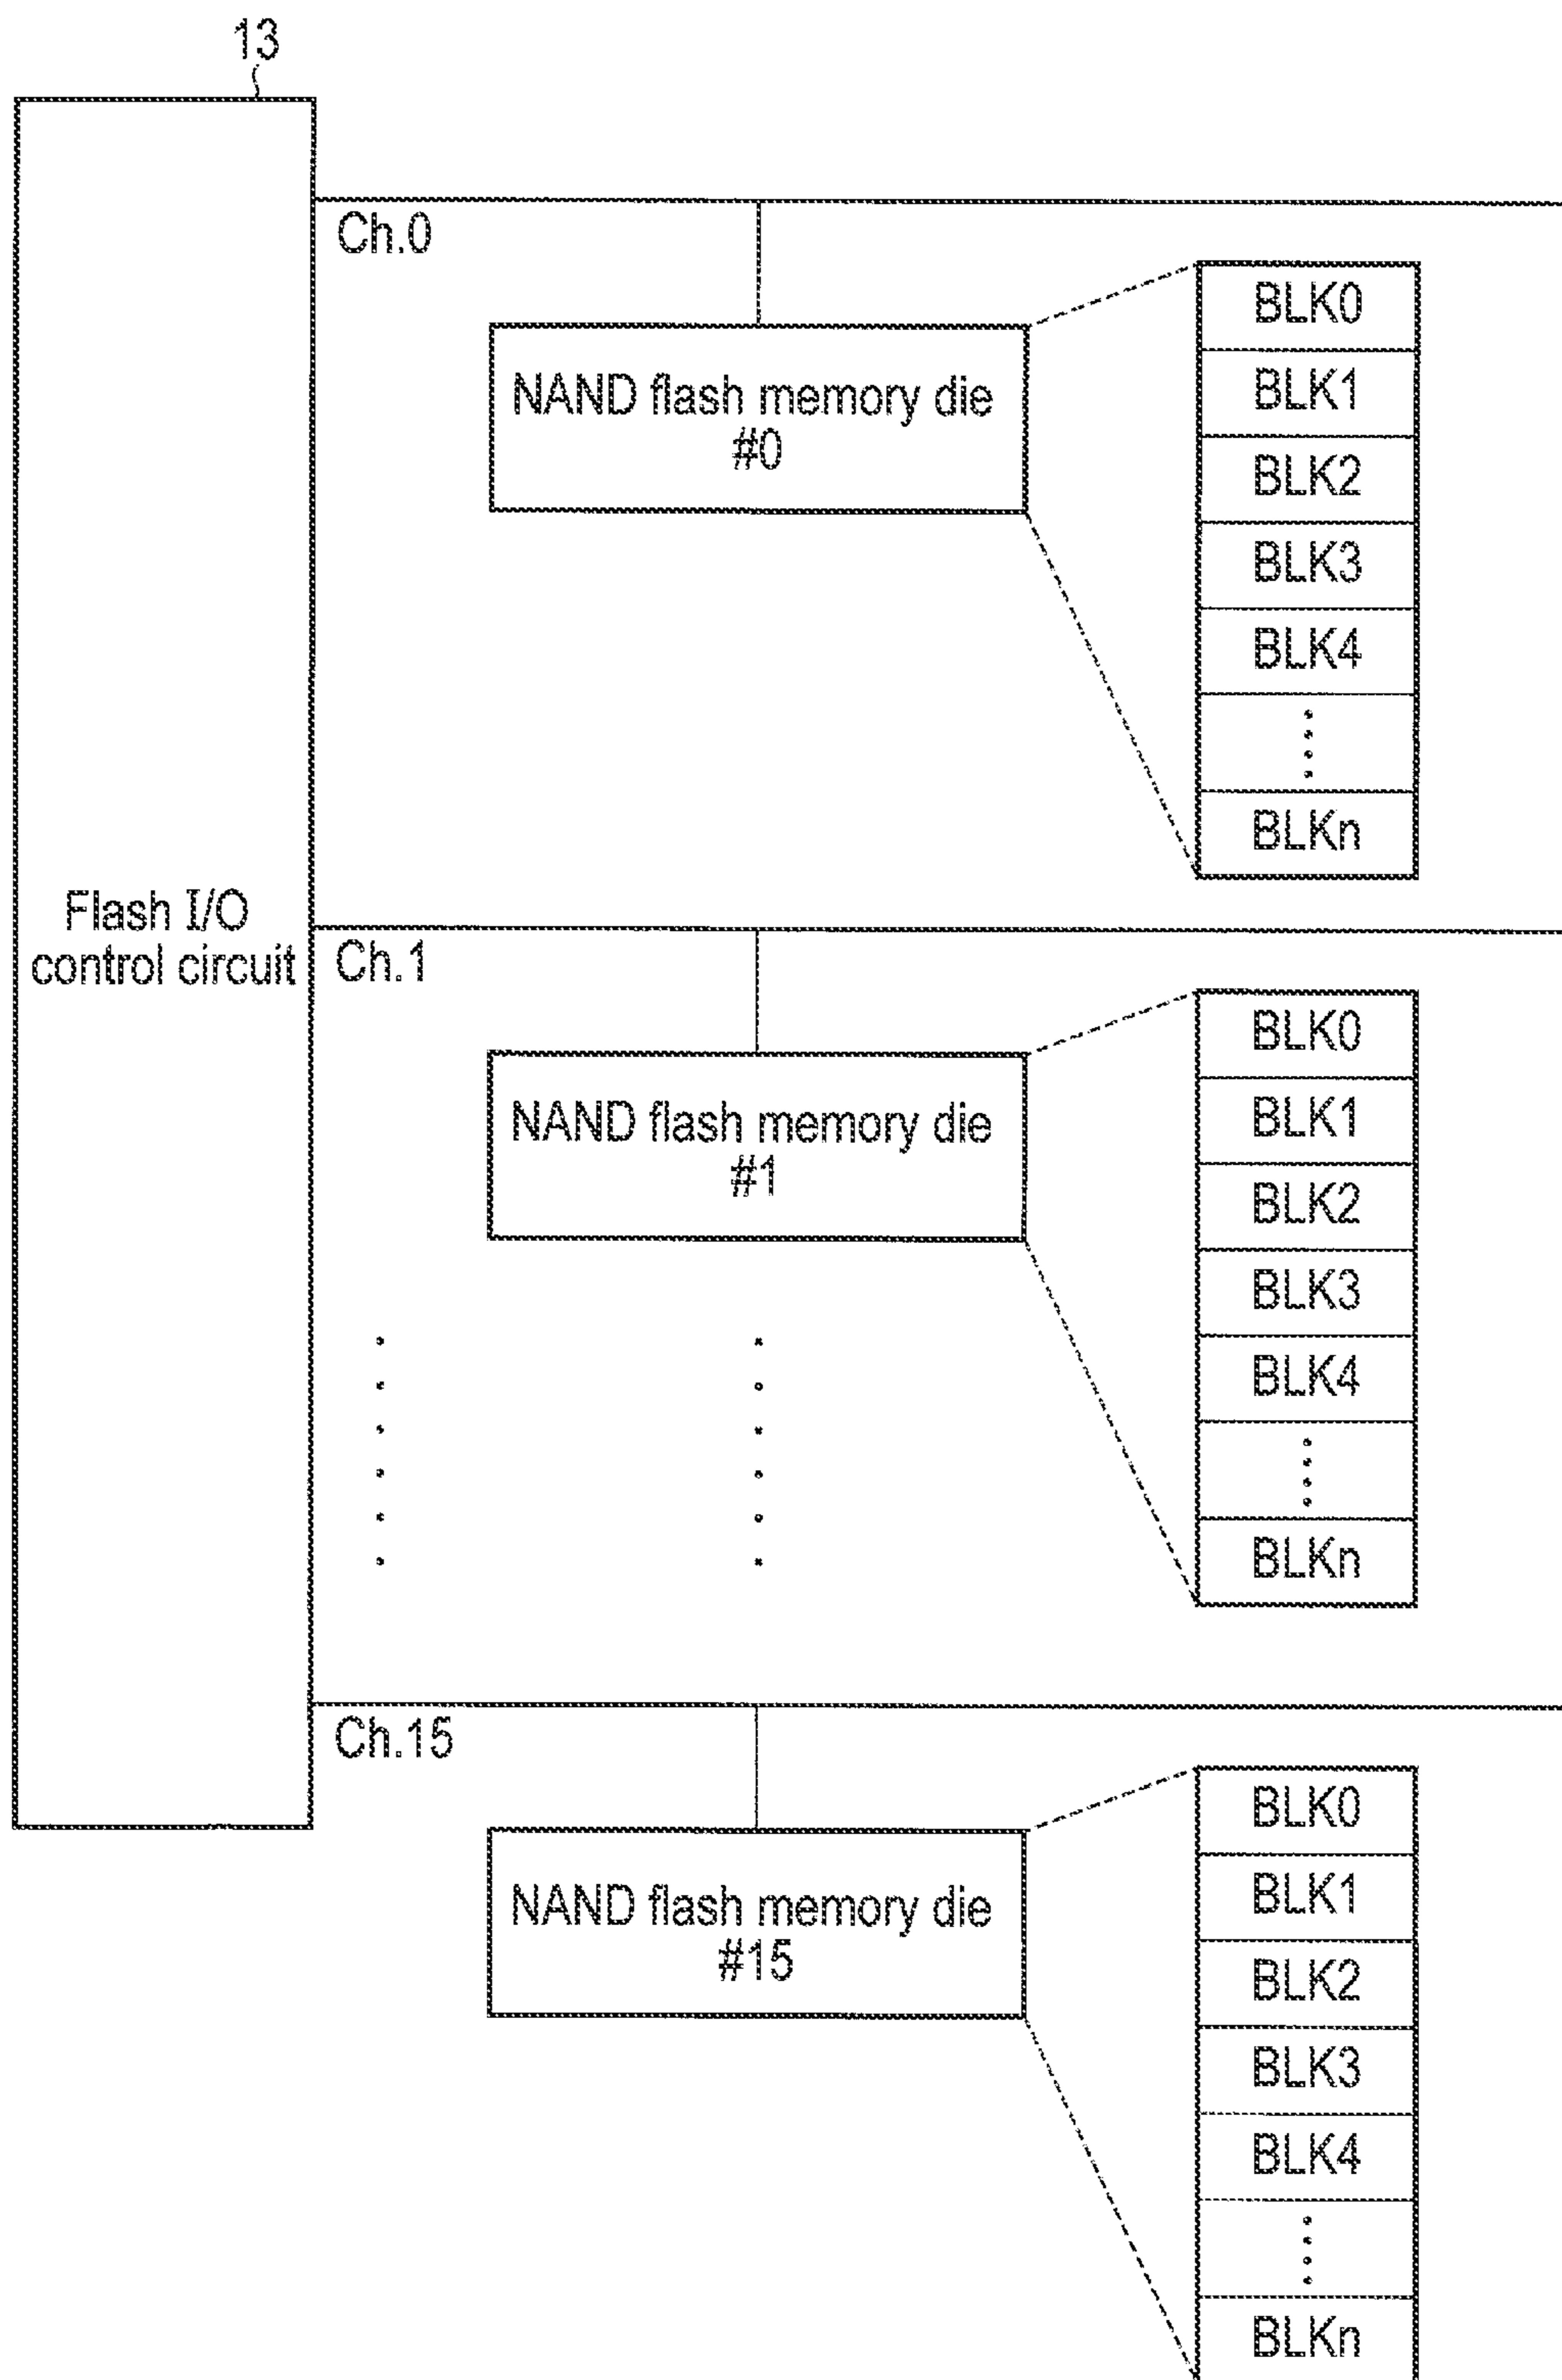 13
Flash I/O
control circuit
Ch.0
NAND flash memory die
#0
BLK0
BLK1
BLK2
BLK3
BLK4
BLKn
Ch.1
NAND flash memory die
#1
BLK0
BLK1
BLK2
BLK3
BLK4
BLKn
Ch.15
NAND flash memory die
#15
BLK0
BLK1
BLK2
BLK3
BLK4
BLKn